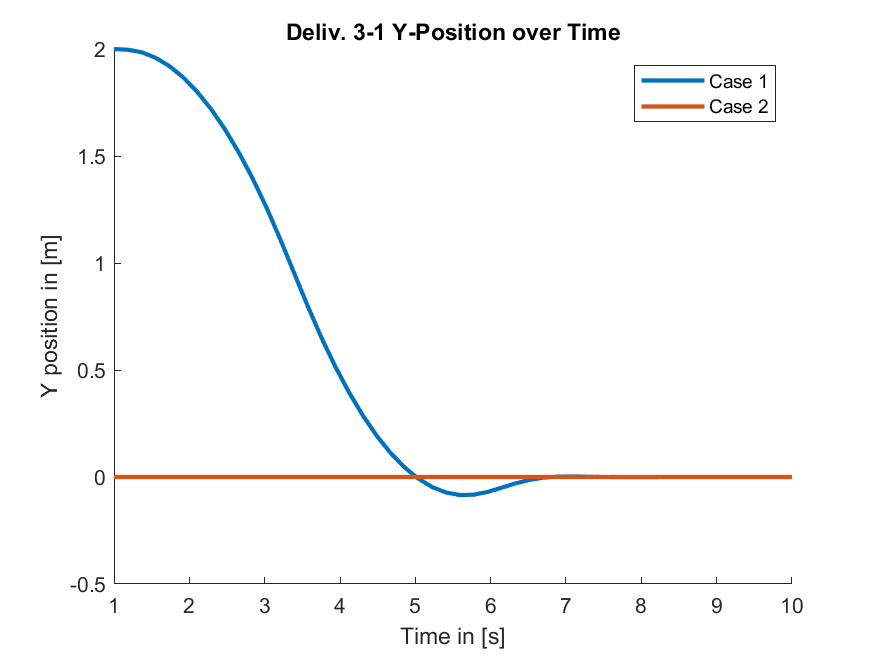 Deliv. 3-1 Y-Position over Time
Case 1
Case 2
2
1.5
1
0.5
0
-0.5
Y position in [m]
1 2 3 4 5 6 7 8 9 10
Time in [s]